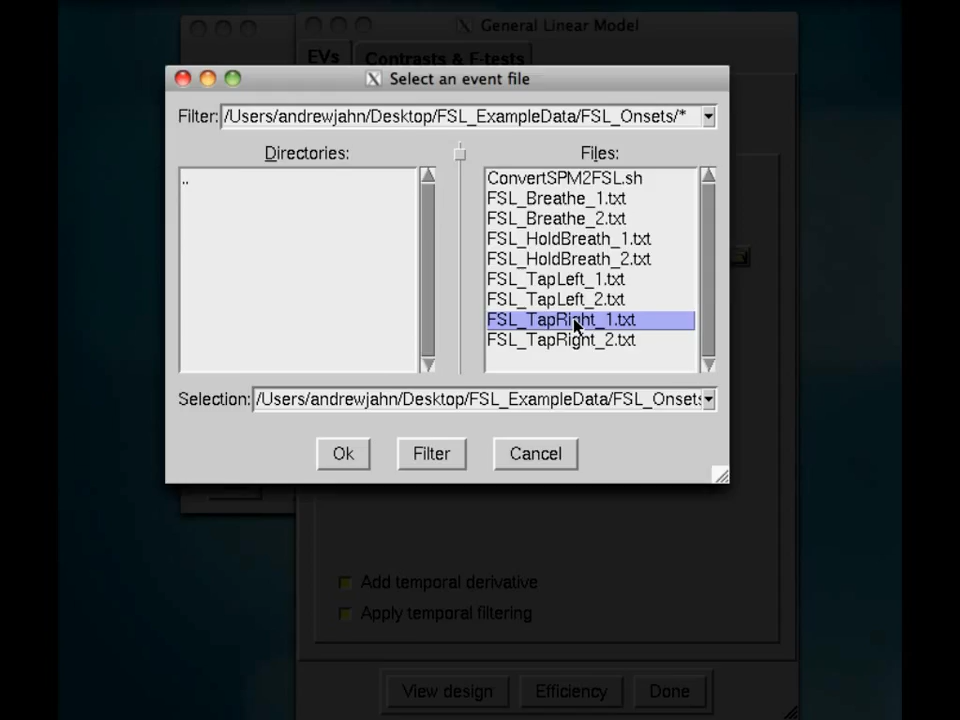 General Linear Model
EVs
Contrasts & F-tests
Select an event file
Filter: /Users/andrewjahn/Desktop/FSL_ExampleData/FSL_Onsets/*
Directories:
Files:
..
ConvertSPM2FSL.sh
FSL_Breathe_1.txt
FSL_Breathe_2.txt
FSL_HoldBreath_1.txt
FSL_HoldBreath_2.txt
FSL_TapLeft_1.txt
FSL_TapLeft_2.txt
FSL_TapRight_1.txt
FSL_TapRight_2.txt
Selection: /Users/andrewjahn/Desktop/FSL_ExampleData/FSL_Onsets
Ok
Filter
Cancel
Add temporal derivative
Apply temporal filtering
View design
Efficiency
Done